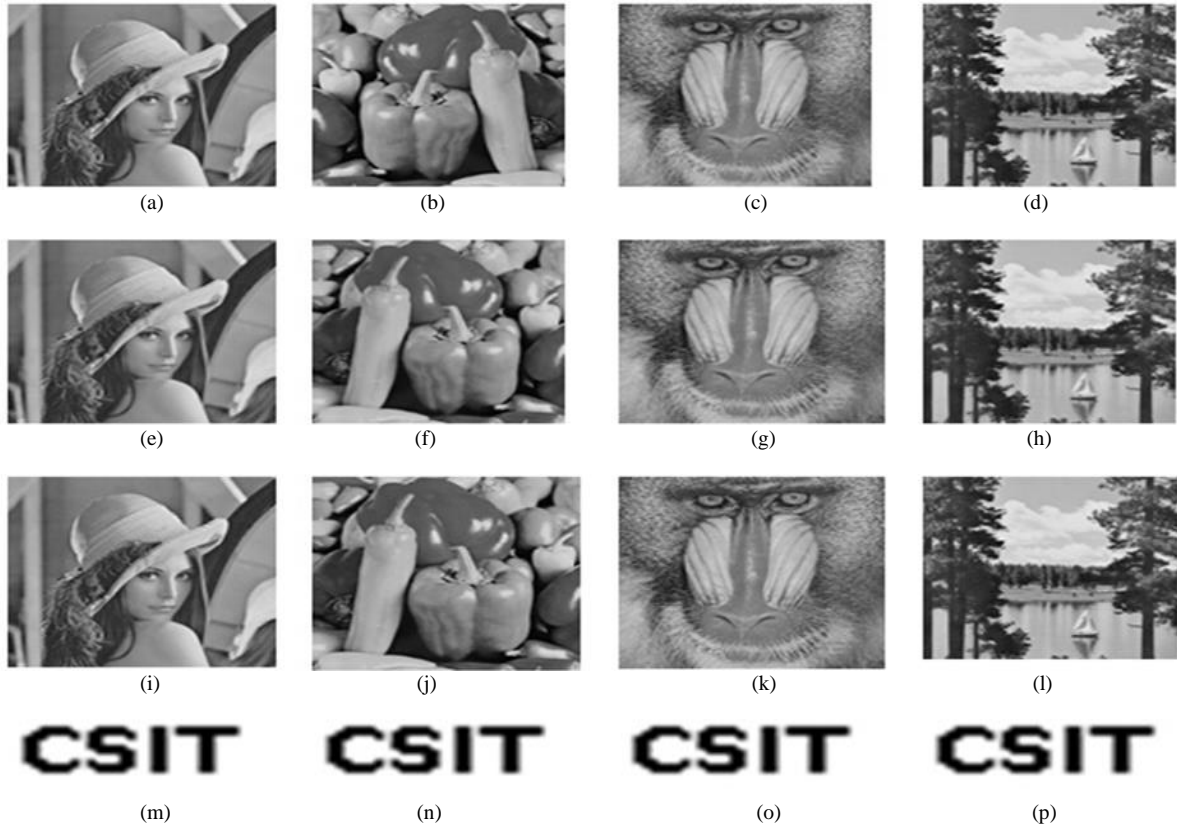 (a) (b) (c) (d)
(e) (f) (g) (h)
(i) (j) (k) (l)
CSIT CSIT CSIT CSIT
(m) (n) (o) (p)